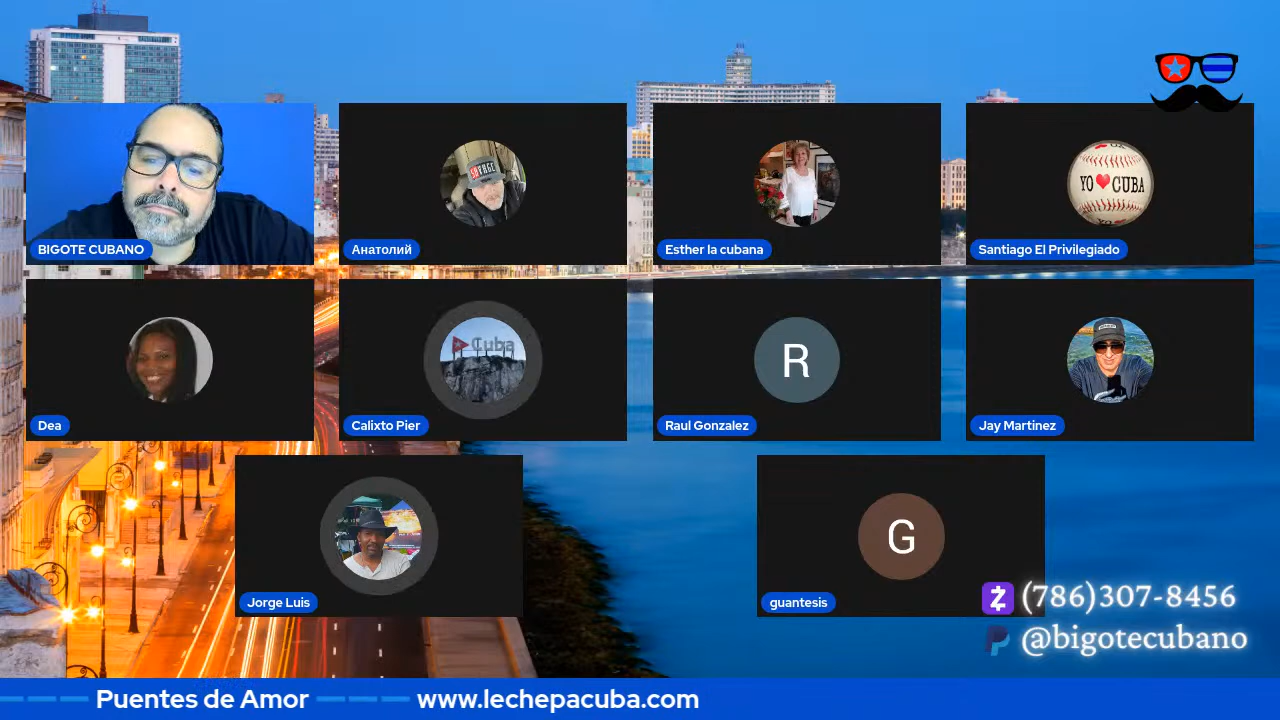 BIGOTE CUBANO
Анатолий
Esther la cubana
YO CUBA
Santiago El Privilegiado
Dea
Cuba
Calixto Pier
R
Raul Gonzalez
Jay Martinez
Jorge Luis
G
guantesis
(786)307-8456
@bigotecubano
Puentes de Amor
www.lechepacuba.com